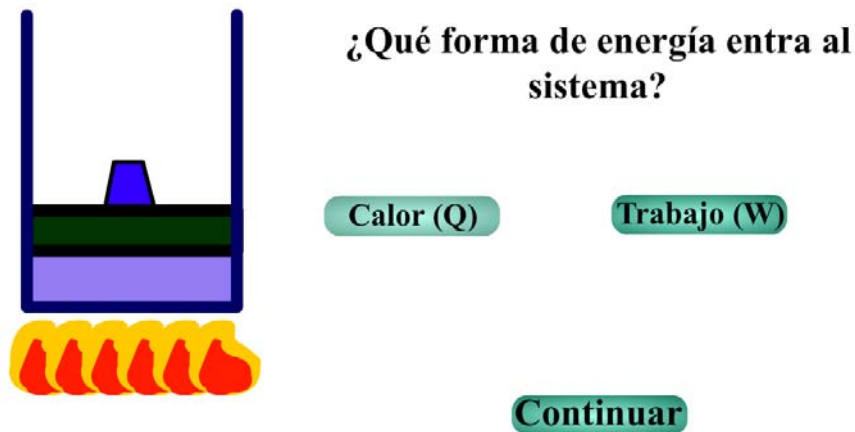 ¿Qué forma de energía entra al
sistema?
Calor (Q)
Trabajo (W)
Continuar